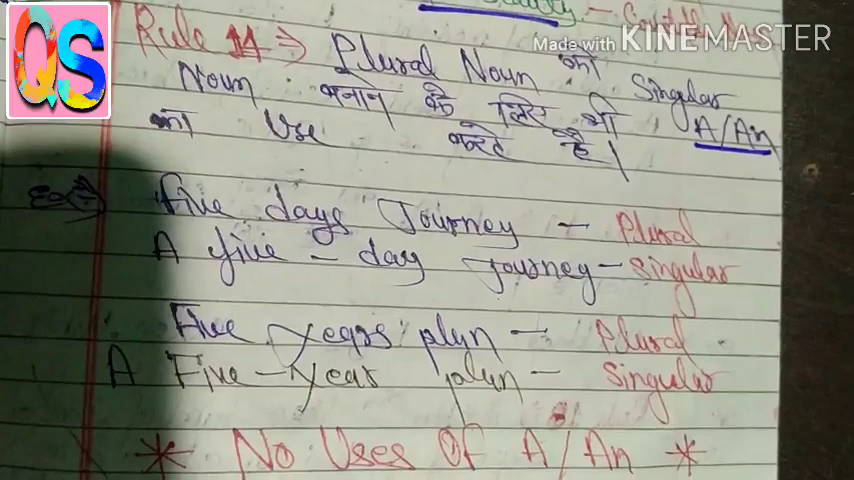 QS
Made with KINEMASTER
Rule 14 ⇒ Plural Noun को Singular
Noun बनाने के लिए भी A/An
का Use करते है।
Five days Journey – Plural
A five – day Journey – Singular
Five years plan – Plural
A Five – Year plan – Singular
* No Uses Of A/An *